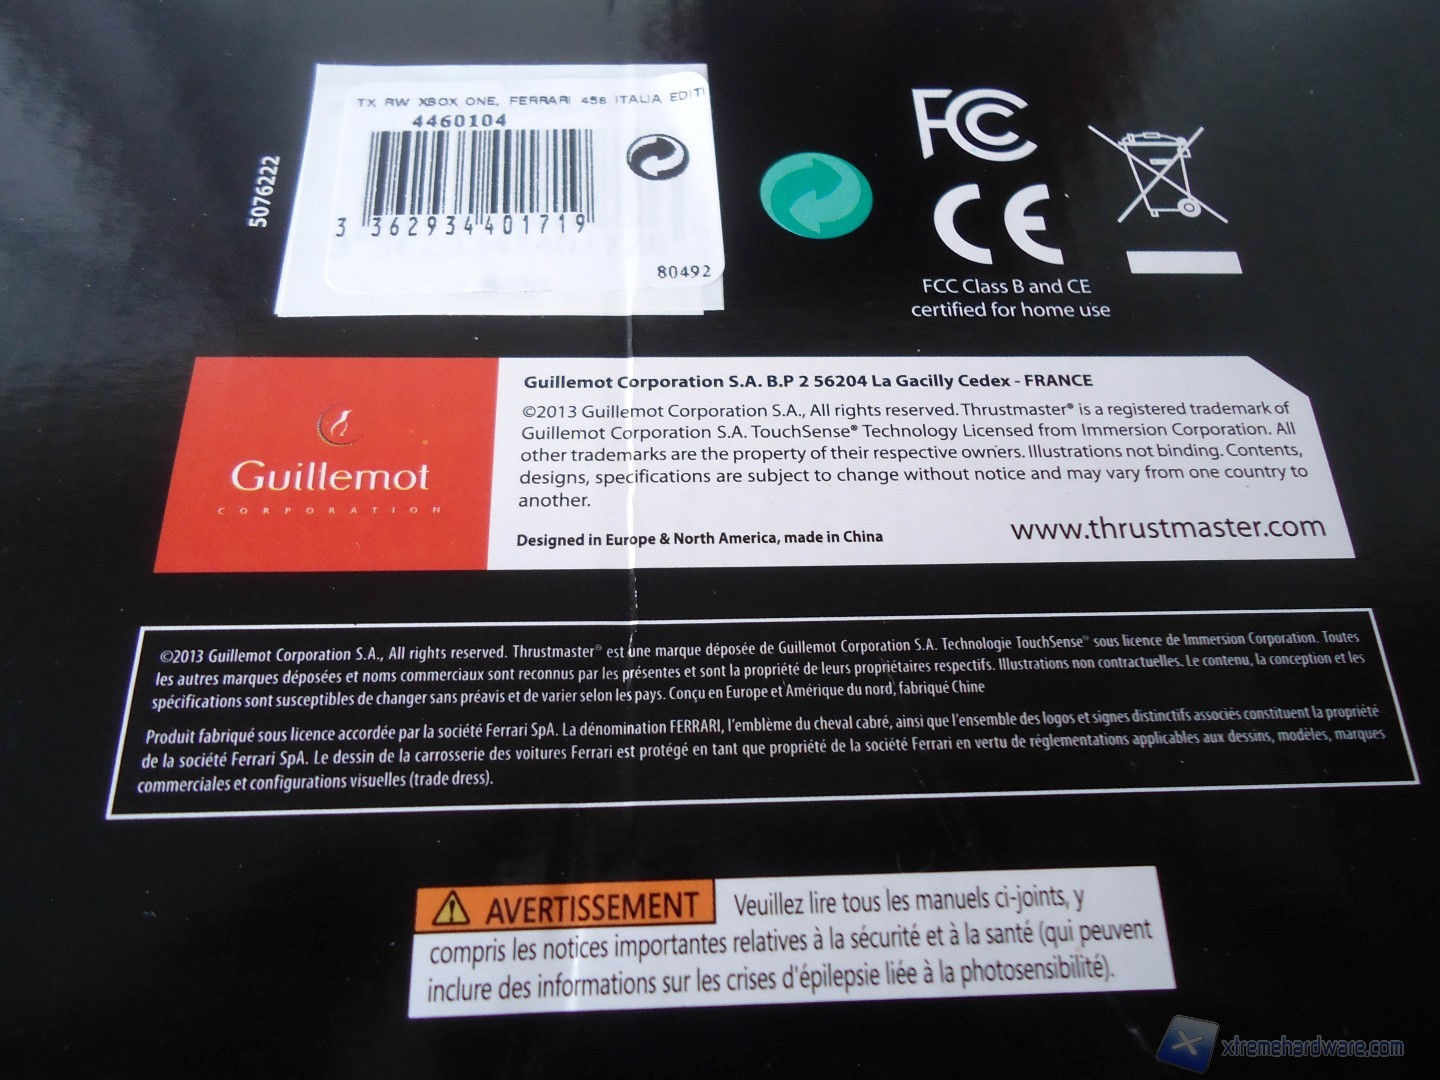 TX RW XBOX ONE, FERRARI 458 ITALIA EDITI
4460104
3 362934 401719
80492
5076222
FC
CE
FCC Class B and CE
certified for home use
Guillemot
CORPORATION
Guillemot Corporation S.A. B.P 2 56204 La Gacilly Cedex - FRANCE
©2013 Guillemot Corporation S.A., All rights reserved. Thrustmaster® is a registered trademark of
Guillemot Corporation S.A. TouchSense® Technology Licensed from Immersion Corporation. All
other trademarks are the property of their respective owners. Illustrations not binding. Contents,
designs, specifications are subject to change without notice and may vary from one country to
another.
Designed in Europe & North America, made in China
www.thrustmaster.com
©2013 Guillemot Corporation S.A., All rights reserved. Thrustmaster® est une marque déposée de Guillemot Corporation S.A. Technologie TouchSense® sous licence de Immersion Corporation. Toutes
les autres marques déposées et noms commerciaux sont reconnus par les présentes et sont la propriété de leurs propriétaires respectifs. Illustrations non contractuelles. Le contenu, la conception et les
spécifications sont susceptibles de changer sans préavis et de varier selon les pays. Conçu en Europe et Amérique du nord, fabriqué Chine
Produit fabriqué sous licence accordée par la société Ferrari SpA. La dénomination FERRARI, l'emblème du cheval cabré, ainsi que l'ensemble des logos et signes distinctifs associés constituent la propriété
de la société Ferrari SpA. Le dessin de la carrosserie des voitures Ferrari est protégé en tant que propriété de la société Ferrari en vertu de réglementations applicables aux dessins, modèles, marques
commerciales et configurations visuelles (trade dress).
AVERTISSEMENT Veuillez lire tous les manuels ci-joints, y
compris les notices importantes relatives à la sécurité et à la santé (qui peuvent
inclure des informations sur les crises d'épilepsie liée à la photosensibilité).
xtremehardware.com